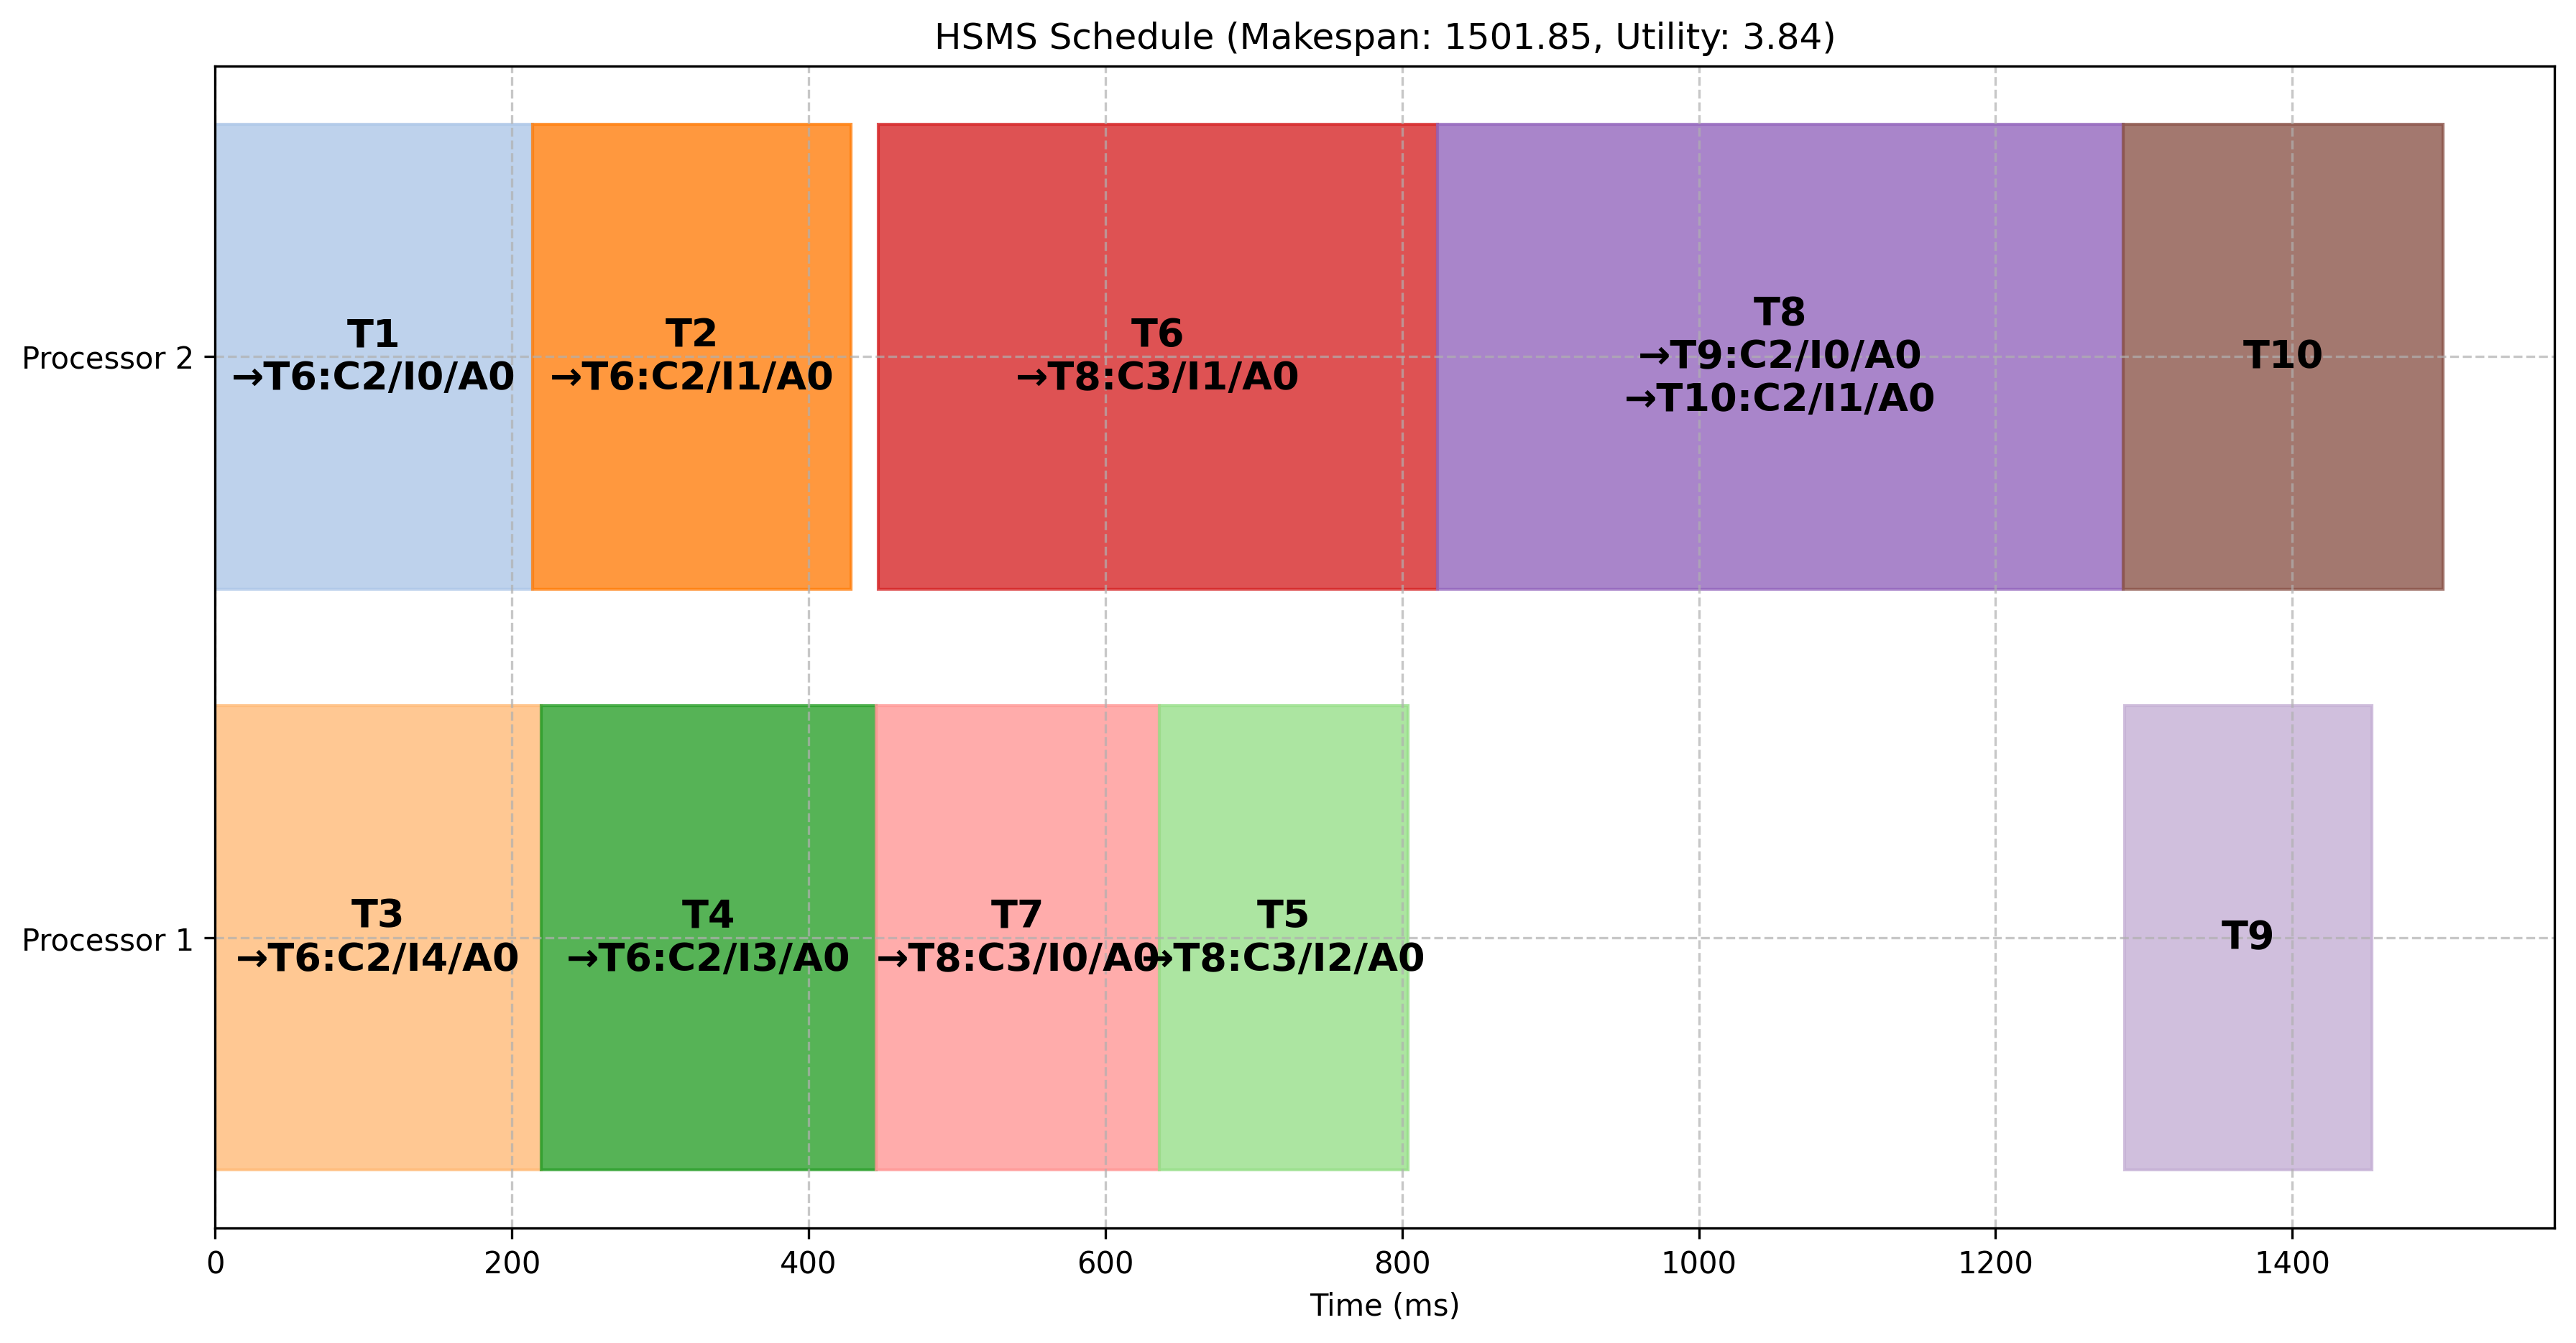 HSMS Schedule (Makespan: 1501.85, Utility: 3.84)
Processor 2
T1
→T6:C2/I0/A0
T2
→T6:C2/I1/A0
T6
→T8:C3/I1/A0
T8
→T9:C2/I0/A0
→T10:C2/I1/A0
T10
Processor 1
T3
→T6:C2/I4/A0
T4
→T6:C2/I3/A0
T7
→T8:C3/I0/A0
T5
→T8:C3/I2/A0
T9
0 200 400 600 800 1000 1200 1400
Time (ms)